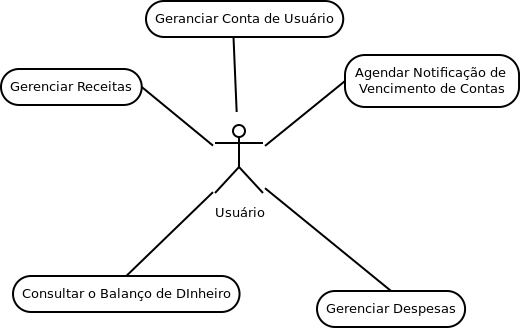 Geranciar Conta de Usuário
Gerenciar Receitas
Agendar Notificação de
Vencimento de Contas
Usuário
Consultar o Balanço de DInheiro
Gerenciar Despesas